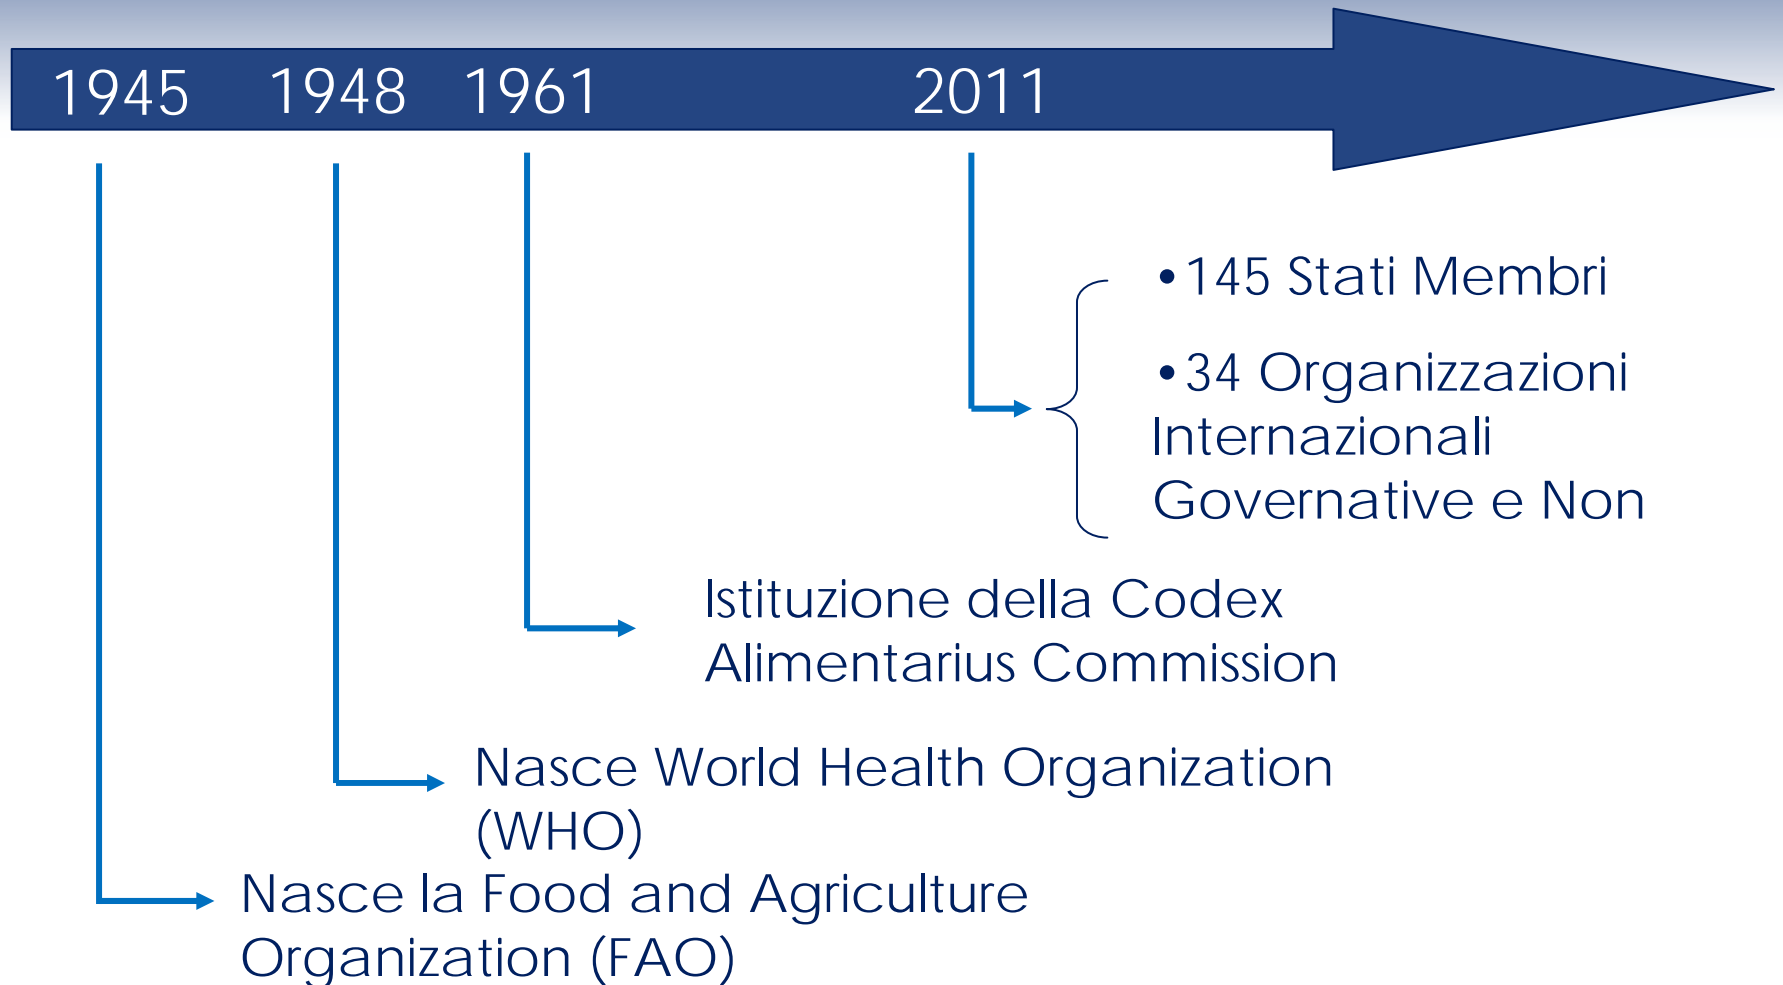 1945 1948 1961 2011
•145 Stati Membri
•34 Organizzazioni
Internazionali
Governative e Non
Istituzione della Codex
Alimentarius Commission
Nasce World Health Organization
(WHO)
Nasce la Food and Agriculture
Organization (FAO)